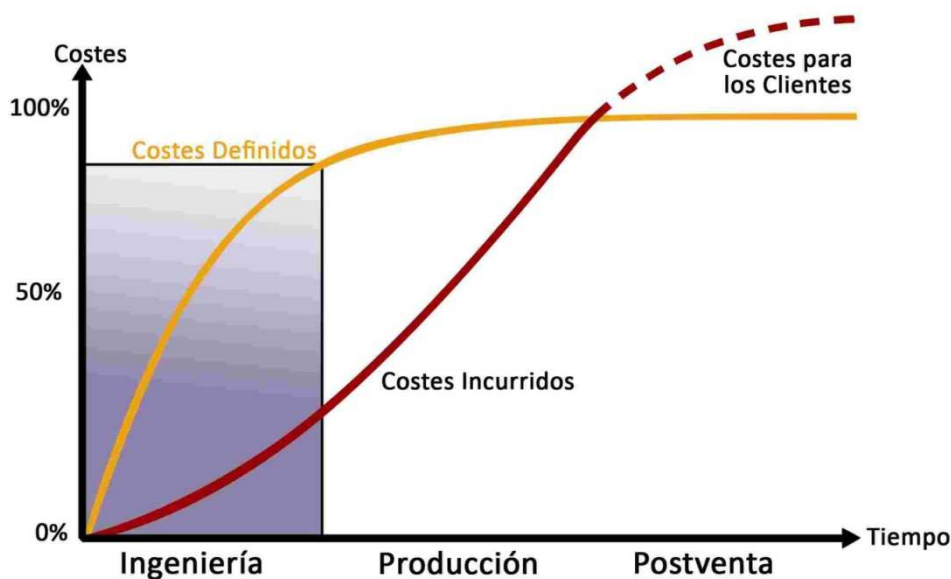 Costes
100%
Costes Definidos
Costes para
los Clientes
50%
Costes Incurridos
0%
Tiempo
Ingeniería
Producción
Postventa